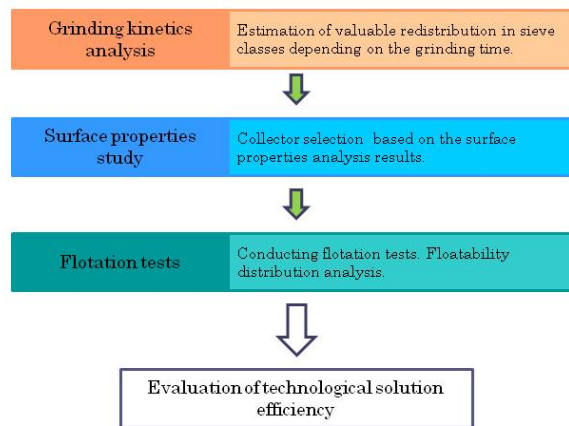 Grinding kinetics
analysis
Estimation of valuable redistribution in sieve
classes depending on the grinding time.
Surface properties
study
Collector selection based on the surface
properties analysis results.
Flotation tests
Conducting flotation tests. Floatability
distribution analysis.
Evaluation of technological solution
efficiency